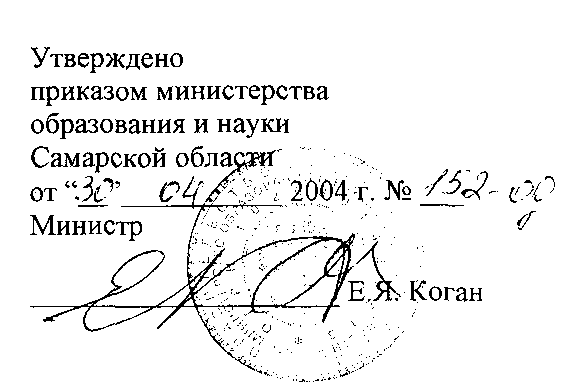 Утверждено
приказом министерства
образования и науки
Самарской области
от “30” 04 2004 г. № 152-од
Министр
Е.Я. Коган